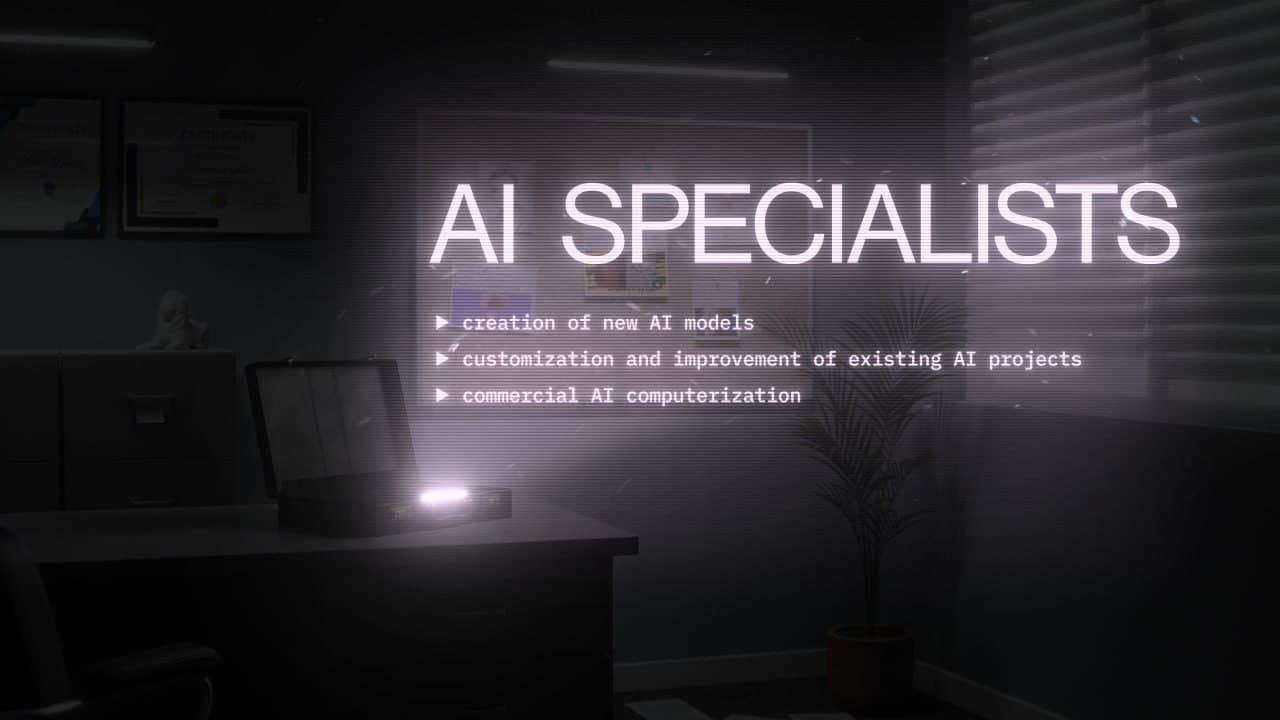 AI SPECIALISTS
▶ creation of new AI models
▶ customization and improvement of existing AI projects
▶ commercial AI computerization